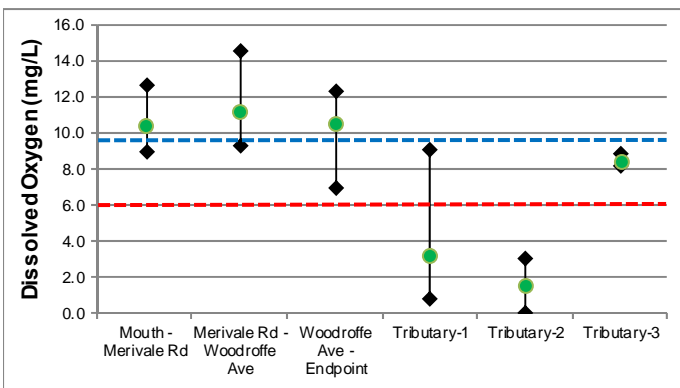 Dissolved Oxygen (mg/L)
16.0
14.0
12.0
10.0
8.0
6.0
4.0
2.0
0.0
Mouth -
Merivale Rd
Merivale Rd -
Woodroffe
Ave
Woodroffe
Ave -
Endpoint
Tributary-1
Tributary-2
Tributary-3